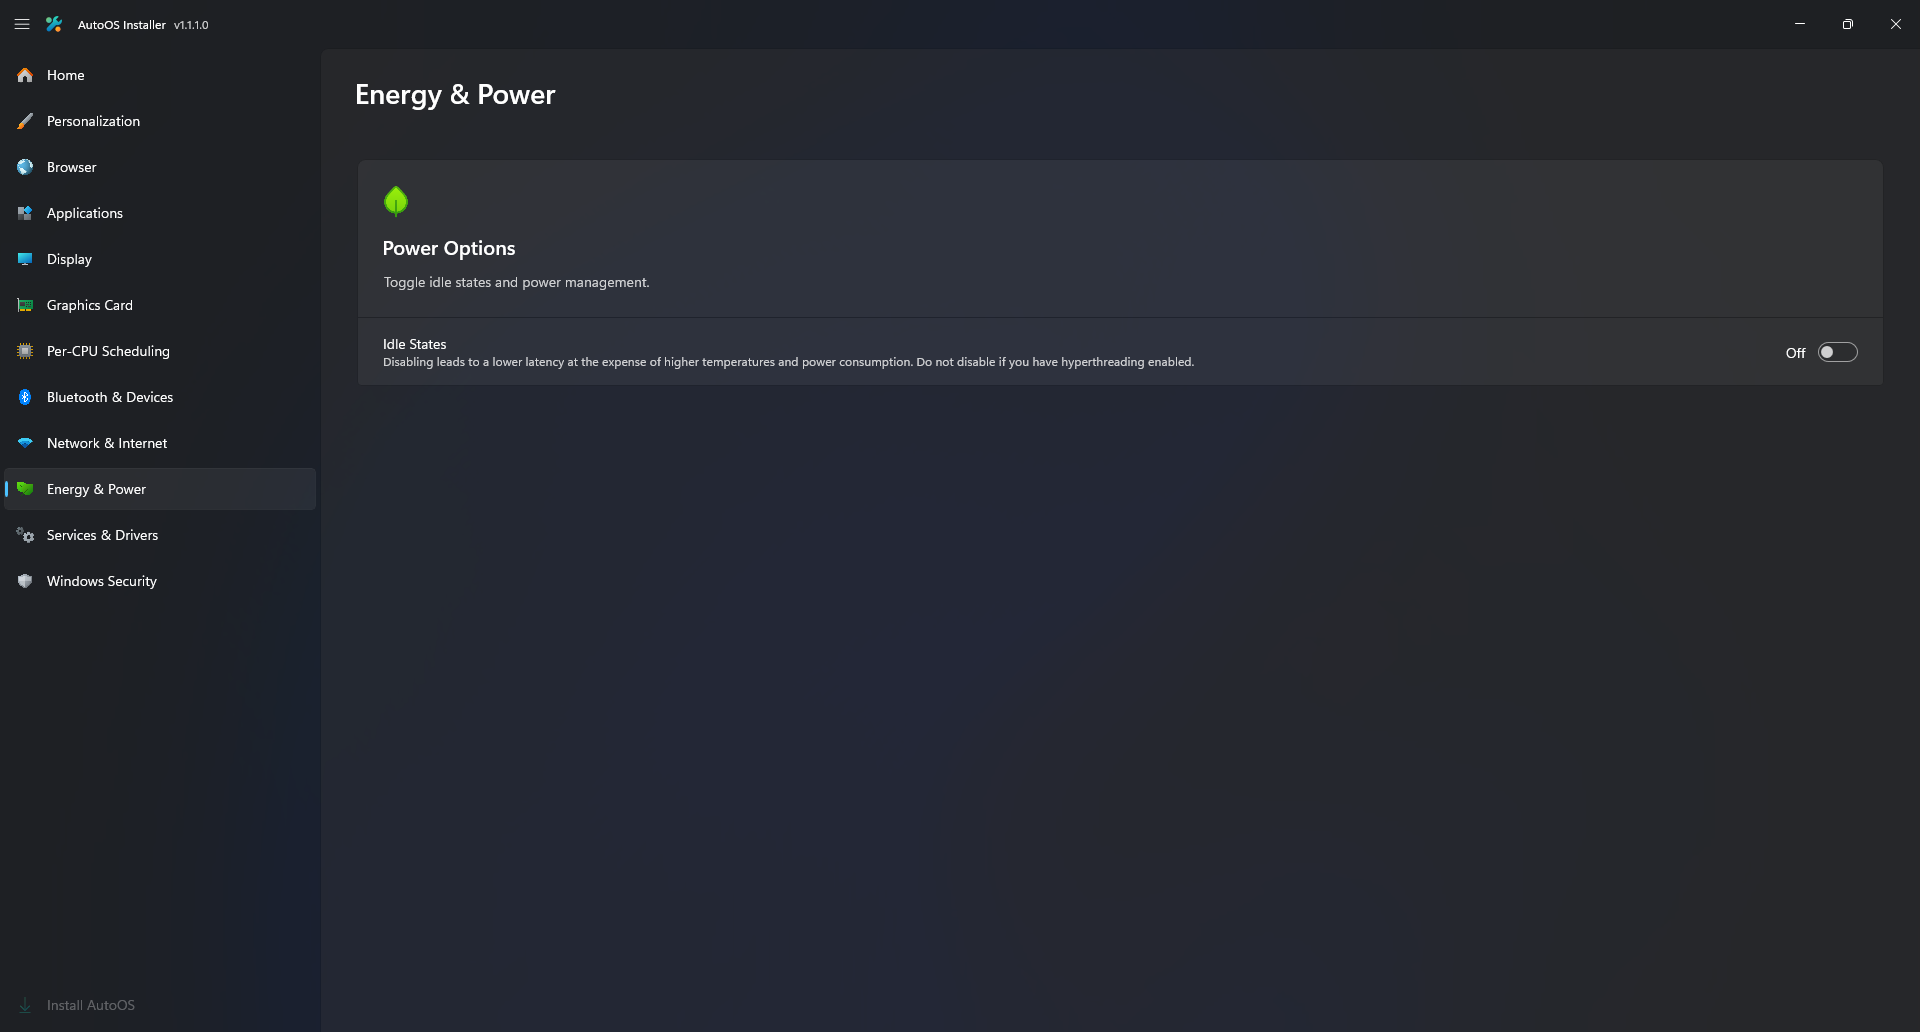 AutoOS Installer v1.1.1.0
Home
Personalization
Browser
Applications
Display
Graphics Card
Per-CPU Scheduling
Bluetooth & Devices
Network & Internet
Energy & Power
Services & Drivers
Windows Security
Install AutoOS
Energy & Power
Power Options
Toggle idle states and power management.
Idle States
Disabling leads to a lower latency at the expense of higher temperatures and power consumption. Do not disable if you have hyperthreading enabled.
Off